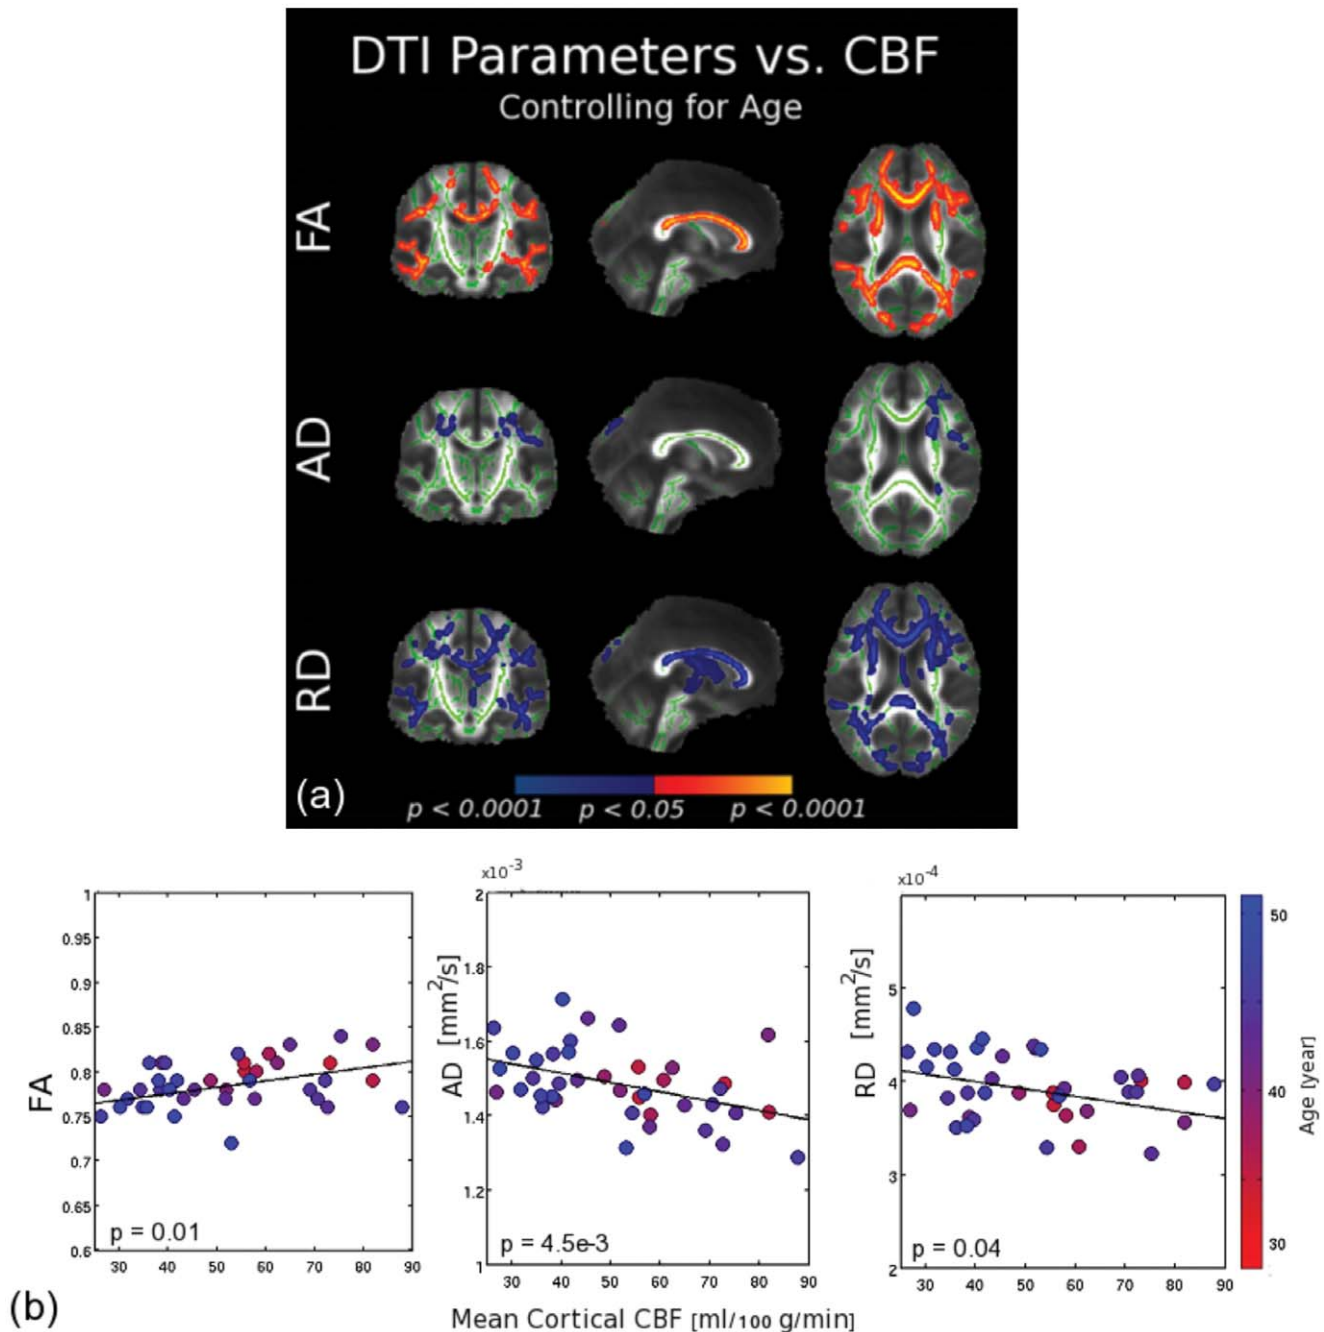 DTI Parameters vs. CBF
Controlling for Age
FA
AD
RD
(a)
p < 0.0001 p < 0.05 p < 0.0001
x10-3
x10-4
1
0.95
0.9
0.85
0.8
0.75
0.7
0.65
0.6
FA
p = 0.01
30 40 50 60 70 80 90
2
1.8
1.6
1.4
1.2
1
AD [mm2/s]
p = 4.5e-3
30 40 50 60 70 80 90
5
4
3
2
RD [mm2/s]
p = 0.04
30 40 50 60 70 80 90
50
40
30
Age [year]
(b)
Mean Cortical CBF [ml/100 g/min]